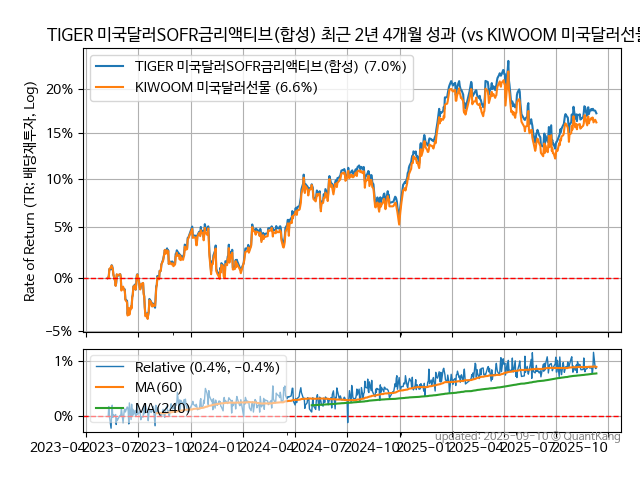 TIGER 미국달러SOFR금리액티브(합성) 최근 2년 4개월 성과 (vs KIWOOM 미국달러선물
TIGER 미국달러SOFR금리액티브(합성) (7.0%)
KIWOOM 미국달러선물 (6.6%)
Rate of Return (TR: 배당재투자, Log)
20%
15%
10%
5%
0%
−5%
Relative (0.4%, −0.4%)
MA(60)
MA(240)
1%
0%
2023-04
2023-07
2023-10
2024-01
2024-04
2024-07
2024-10
2025-01
2025-04
2025-07
2025-10
updated: 2025-09-10 © QuantKang